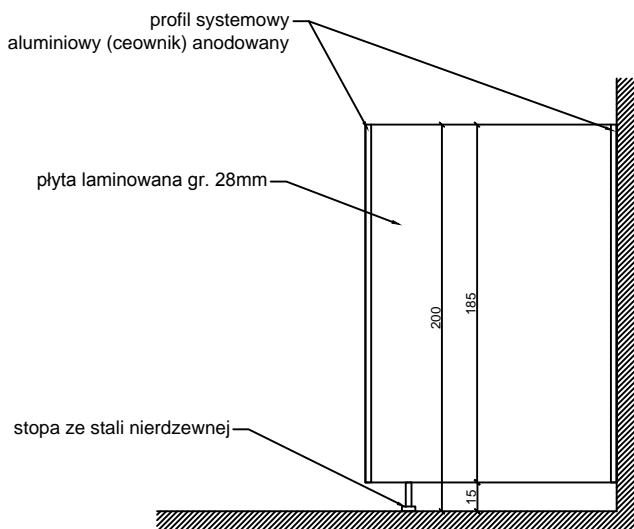 profil systemowy
aluminiowy (ceownik) anodowany
płyta laminowana gr. 28mm
200
185
stopa ze stali nierdzewnej
15